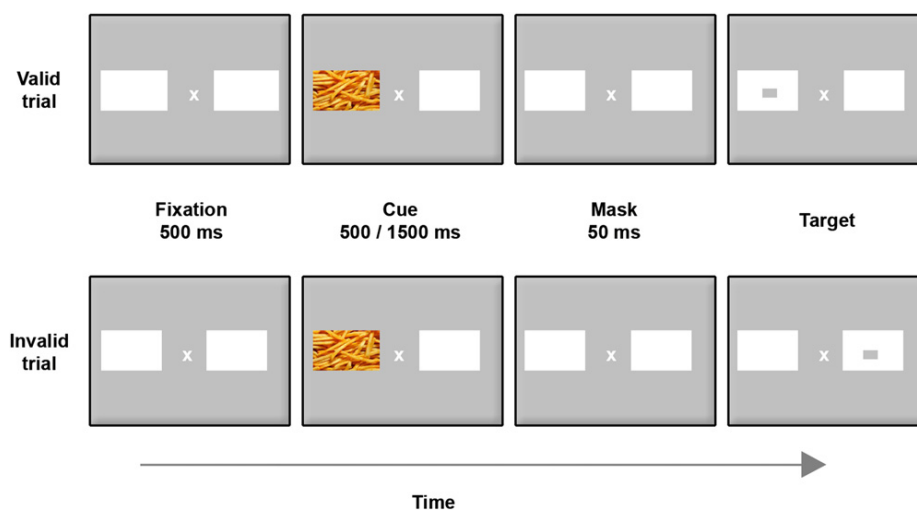 Valid
trial
x
x
x
x
Fixation
500 ms
Cue
500 / 1500 ms
Mask
50 ms
Target
Invalid
trial
x
x
x
x
Time